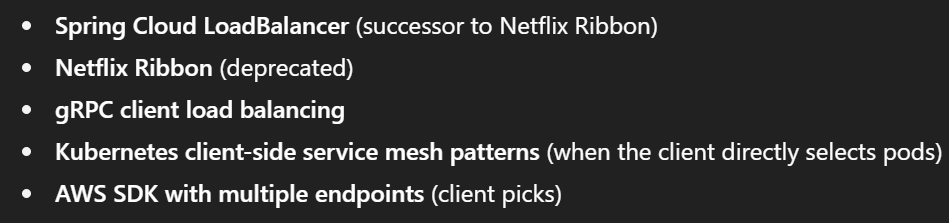 • Spring Cloud LoadBalancer (successor to Netflix Ribbon)
• Netflix Ribbon (deprecated)
• gRPC client load balancing
• Kubernetes client-side service mesh patterns (when the client directly selects pods)
• AWS SDK with multiple endpoints (client picks)